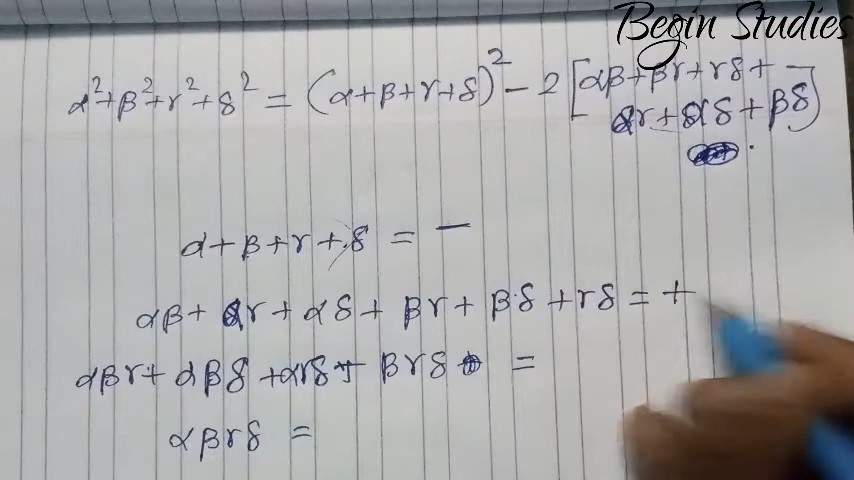 Begin Studies
α²+β²+γ²+δ² = (α+β+γ+δ)² - 2 [αβ+βγ+γδ+
αγ+αδ+βδ]
α+β+γ+δ = -
αβ+ αγ+ αδ+ βγ+ βδ+γδ = +
αβγ+ αβδ +αγδ+ βγδ =
αβγδ =